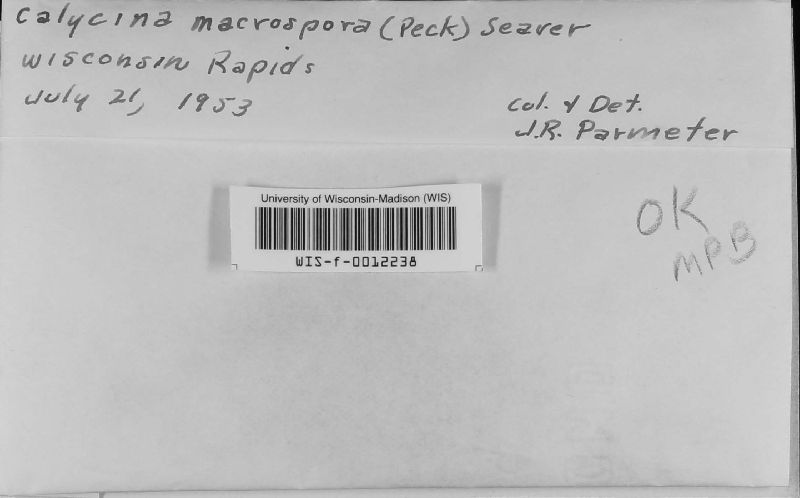 Calycina macrospora (Peck) Seaver
Wisconsin Rapids
July 21, 1953
Col. & Det.
J.R. Parmeter
University of Wisconsin-Madison (WIS)
WIS-f-0012238
OK
MPB